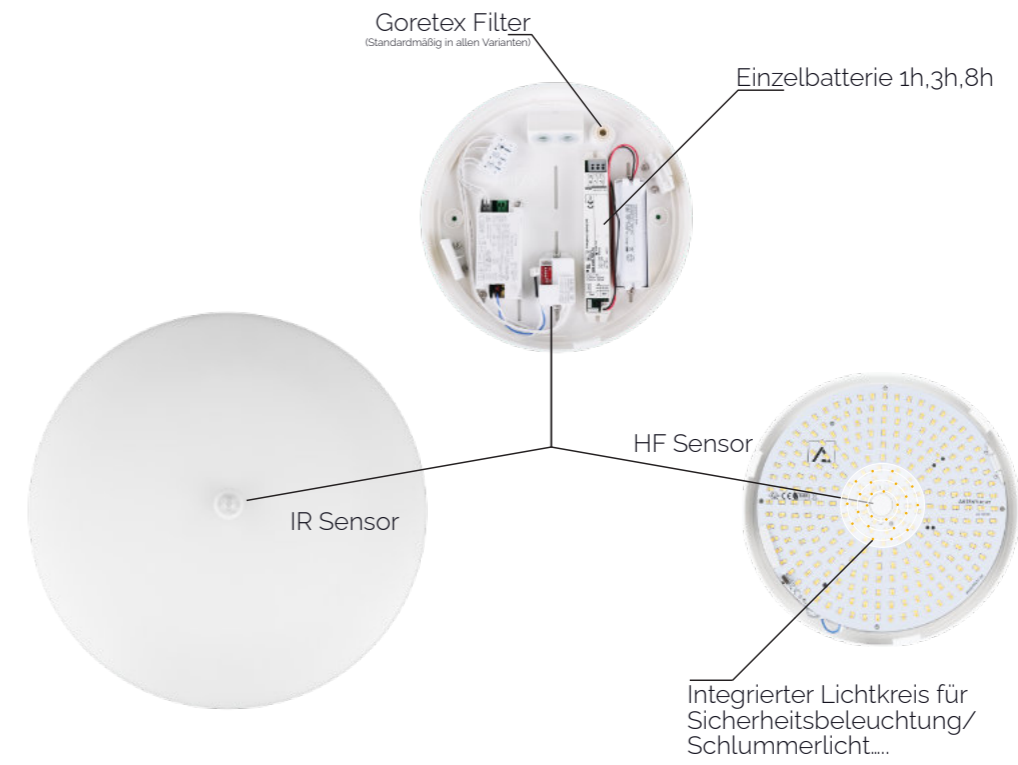 Goretex Filter
(Standardmäßig in allen Varianten)
Einzelbatterie 1h,3h,8h
HF Sensor
IR Sensor
Integrierter Lichtkreis für
Sicherheitsbeleuchtung/
Schlummerlicht.....